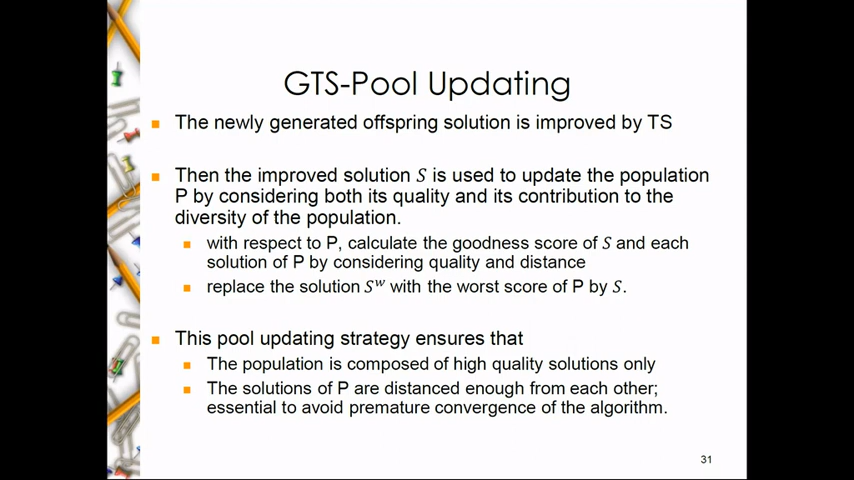 GTS-Pool Updating
The newly generated offspring solution is improved by TS
Then the improved solution S is used to update the population
P by considering both its quality and its contribution to the
diversity of the population.
with respect to P, calculate the goodness score of S and each
solution of P by considering quality and distance
replace the solution Sʷ with the worst score of P by S.
This pool updating strategy ensures that
The population is composed of high quality solutions only
The solutions of P are distanced enough from each other;
essential to avoid premature convergence of the algorithm.
31